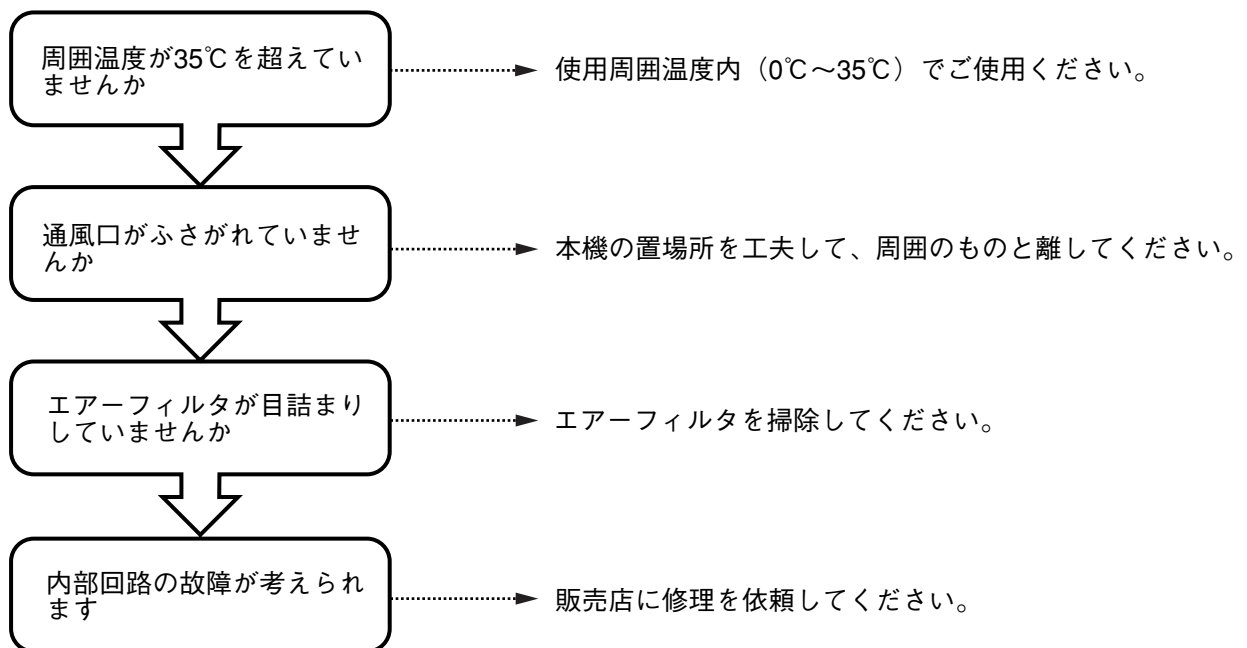 周囲温度が35℃を超えてい
ませんか
使用周囲温度内（0℃～35℃）でご使用ください。
通風口がふさがれていませ
んか
本機の置場所を工夫して、周囲のものと離してください。
エアーフィルタが目詰まり
していませんか
エアーフィルタを掃除してください。
内部回路の故障が考えられ
ます
販売店に修理を依頼してください。